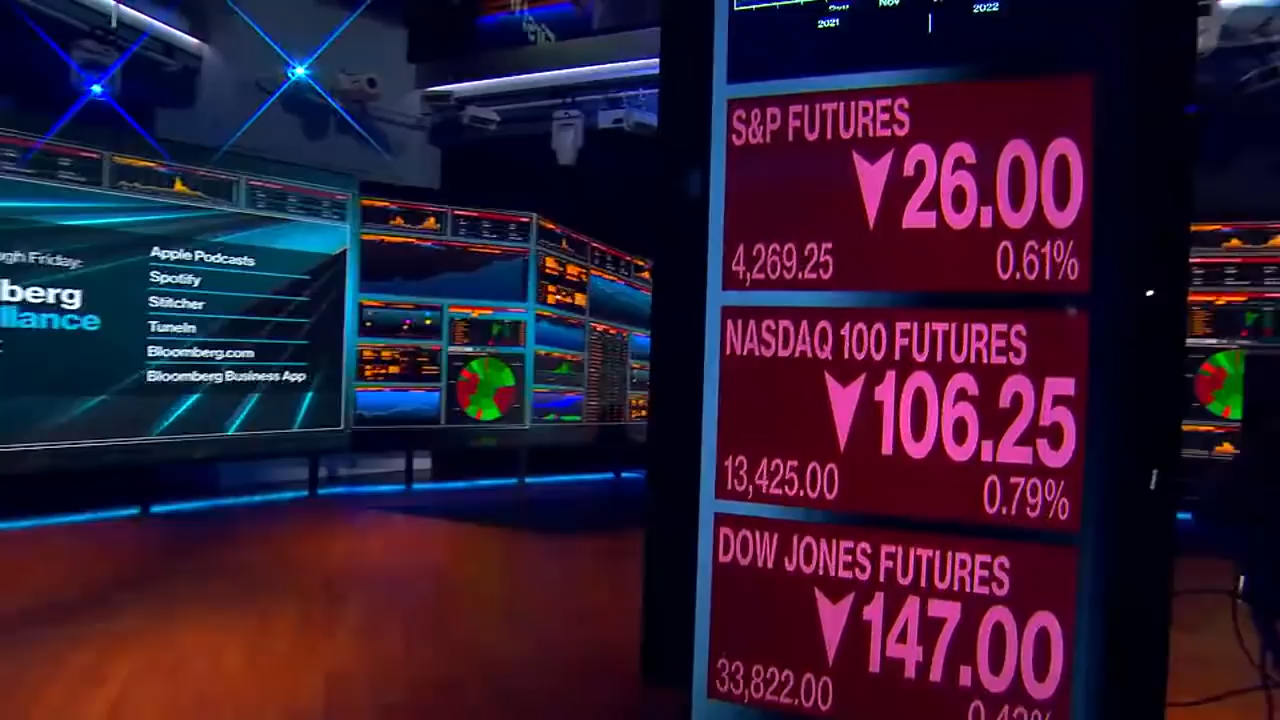 Nov
2021
2022
S&P FUTURES
26.00
4,269.25
0.61%
NASDAQ 100 FUTURES
106.25
13,425.00
0.79%
DOW JONES FUTURES
147.00
33,822.00
ugh Friday:
berg
llance
Apple Podcasts
Spotify
Stitcher
TuneIn
Bloomberg.com
Bloomberg Business App